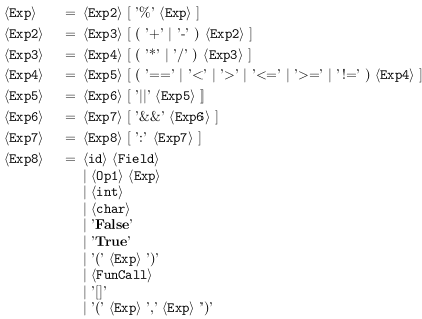 ⟨Exp⟩ = ⟨Exp2⟩ [ '%' ⟨Exp⟩ ]
⟨Exp2⟩ = ⟨Exp3⟩ [ ( '+' | '-' ) ⟨Exp2⟩ ]
⟨Exp3⟩ = ⟨Exp4⟩ [ ( '*' | '/' ) ⟨Exp3⟩ ]
⟨Exp4⟩ = ⟨Exp5⟩ [ ( '==' | '<' | '>' | '<=' | '>=' | '!=' ) ⟨Exp4⟩ ]
⟨Exp5⟩ = ⟨Exp6⟩ [ '||' ⟨Exp5⟩ ]
⟨Exp6⟩ = ⟨Exp7⟩ [ '&&' ⟨Exp6⟩ ]
⟨Exp7⟩ = ⟨Exp8⟩ [ ':' ⟨Exp7⟩ ]
⟨Exp8⟩ = ⟨id⟩ ⟨Field⟩
| ⟨Op1⟩ ⟨Exp⟩
| ⟨int⟩
| ⟨char⟩
| 'False'
| 'True'
| '(' ⟨Exp⟩ ')'
| ⟨FunCall⟩
| '[]'
| '(' ⟨Exp⟩ ',' ⟨Exp⟩ ')'